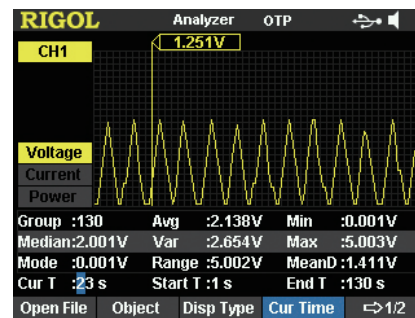 RIGOL Analyzer OTP
CH1 1.251V
Voltage
Current
Power
Group :130 Avg :2.138V Min :0.001V
Median:2.001V Var :2.654V Max :5.003V
Mode :0.001V Range :5.002V MeanD:1.411V
Cur T :23 s Start T :1 s End T :130 s
Open File Object Disp Type Cur Time ⇨1/2